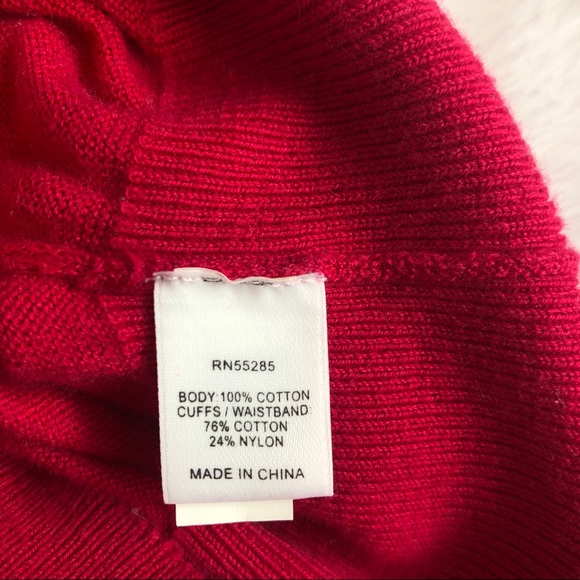 RN55285
BODY: 100% COTTON
CUFFS / WAISTBAND:
76% COTTON
24% NYLON
MADE IN CHINA